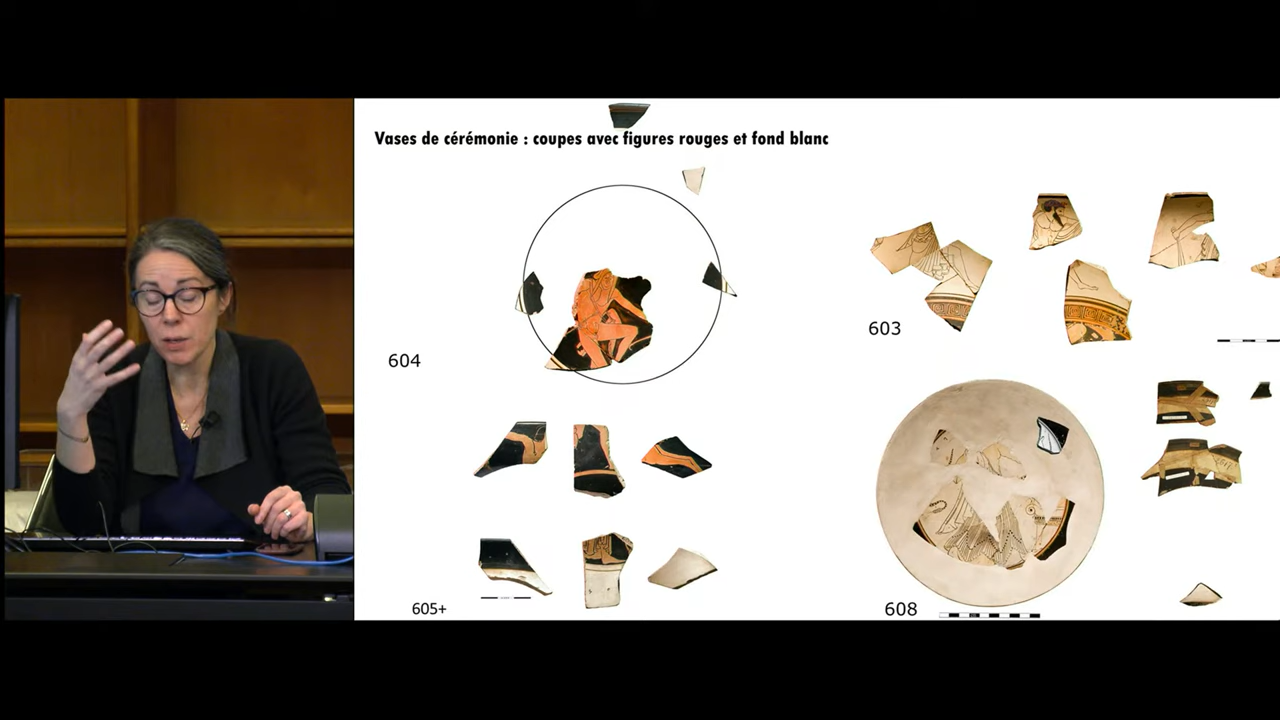 Vases de cérémonie : coupes avec figures rouges et fond blanc
604
603
605+
608